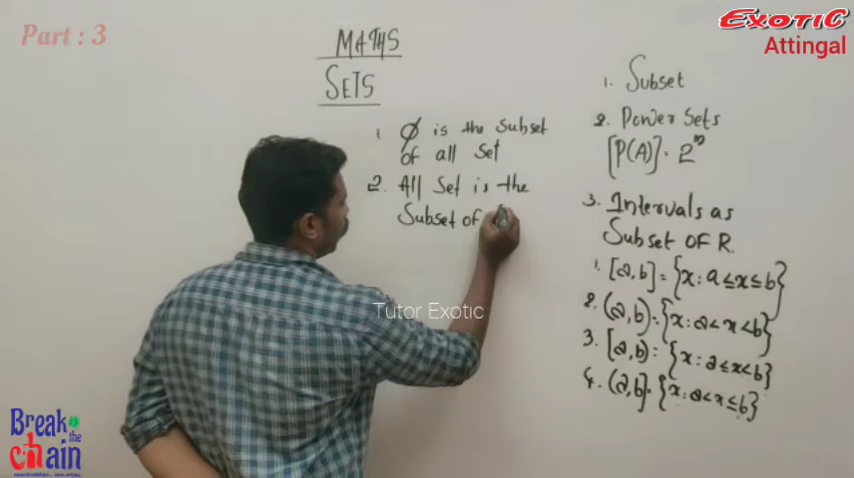 Part : 3
EXOTIC
Attingal
MATHS
SETS
1. ϕ is the Subset
of all Set
2. All Set is the
Subset of
1. Subset
2. Power Sets
[P(A)] = 2^m
3. Intervals as
Subset OF R.
1. [a,b] = {x : a ≤ x ≤ b}
2. (a,b) = {x : a < x < b}
3. [a,b) = {x : a ≤ x < b}
4. (a,b] = {x : a < x ≤ b}
Tutor Exotic
Break
the
chain